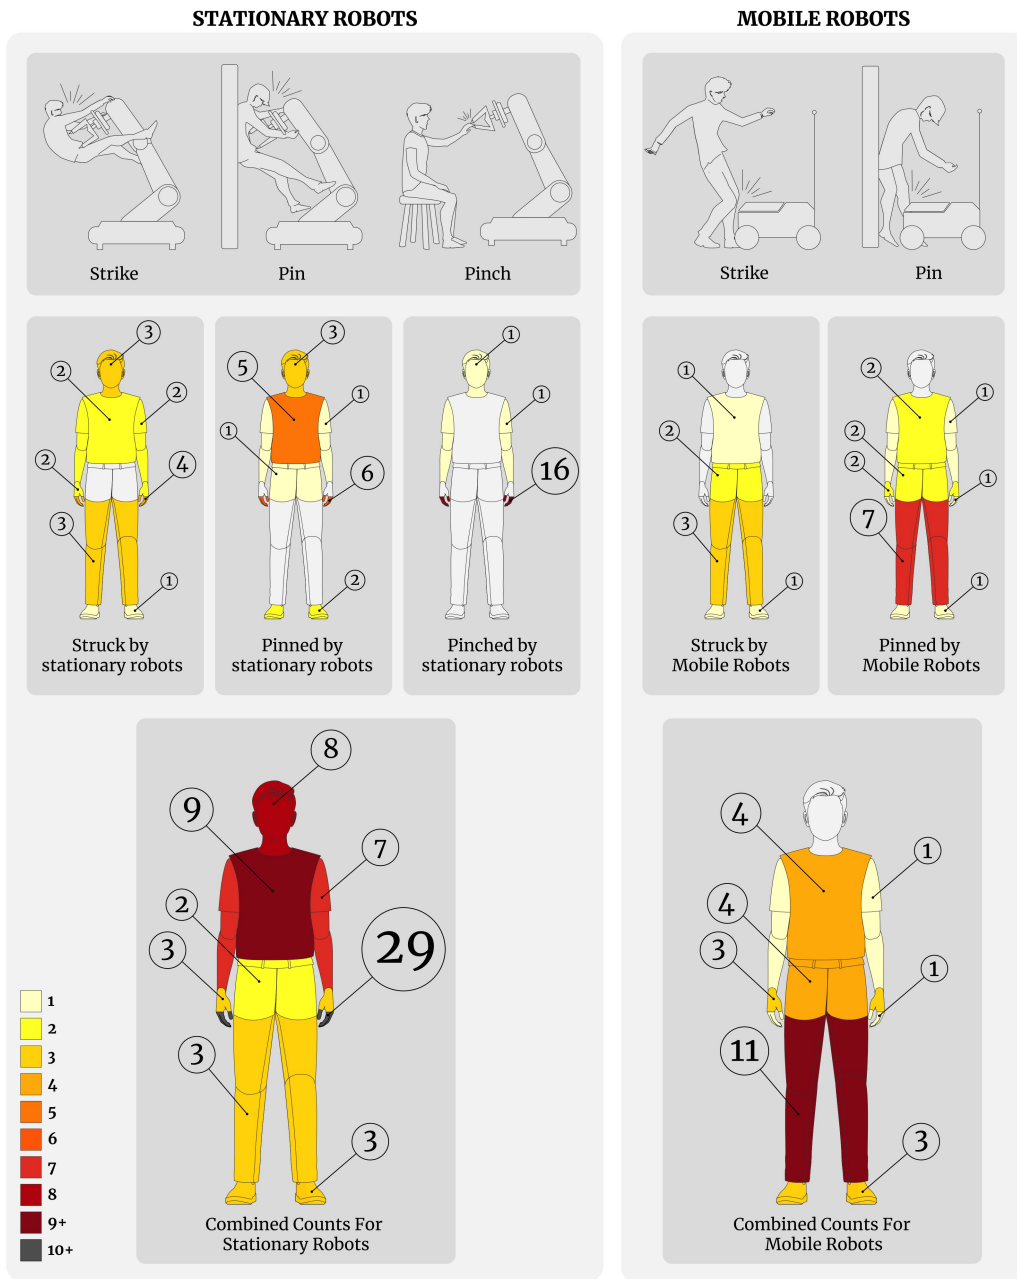 STATIONARY ROBOTS
MOBILE ROBOTS
Strike
Pin
Pinch
Strike
Pin
3
2
2
2
4
3
1
Struck by
stationary robots
3
5
1
1
6
2
Pinned by
stationary robots
1
1
16
Pinched by
stationary robots
1
2
3
1
Struck by
Mobile Robots
2
1
2
2
1
7
1
Pinned by
Mobile Robots
8
9
7
2
3
29
3
3
Combined Counts For
Stationary Robots
4
1
4
3
1
11
3
Combined Counts For
Mobile Robots
1
2
3
4
5
6
7
8
9+
10+